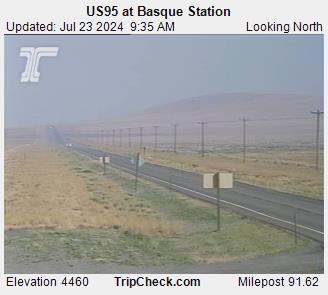 US95 at Basque Station
Updated: Jul 23 2024 9:35 AM Looking North
Elevation 4460 TripCheck.com Milepost 91.62